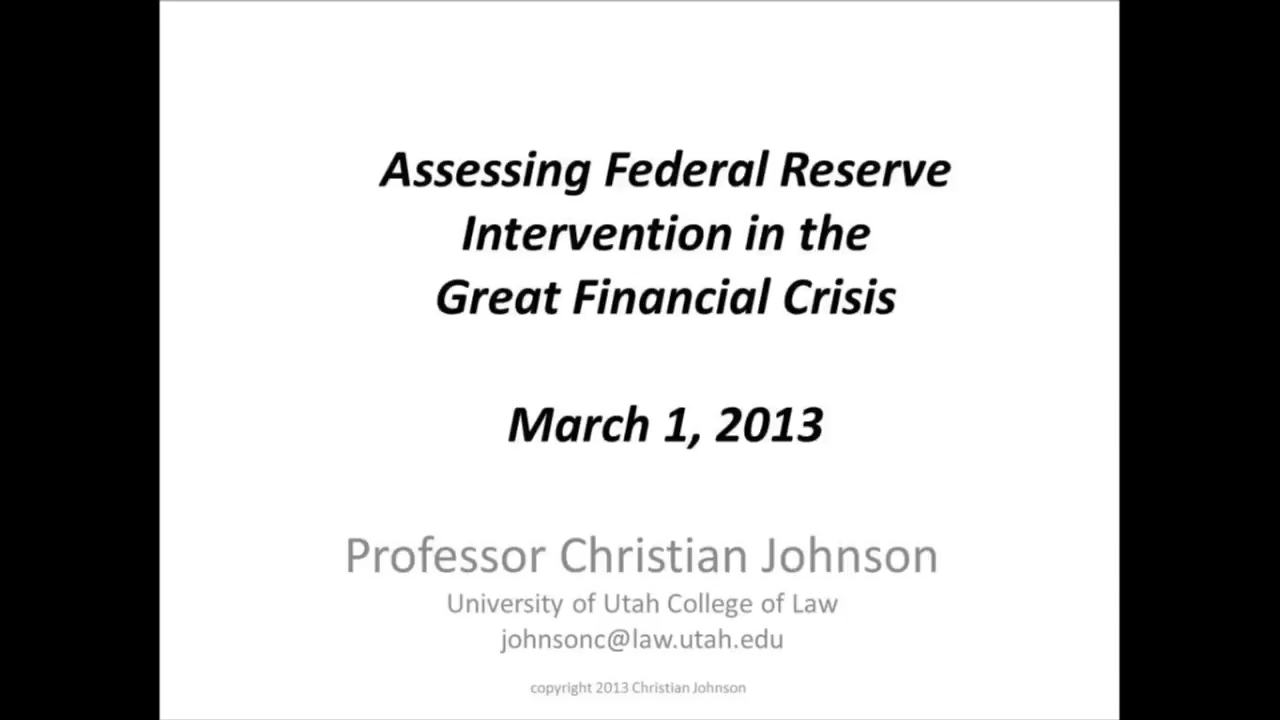 Assessing Federal Reserve
Intervention in the
Great Financial Crisis
March 1, 2013
Professor Christian Johnson
University of Utah College of Law
johnsonc@law.utah.edu
copyright 2013 Christian Johnson